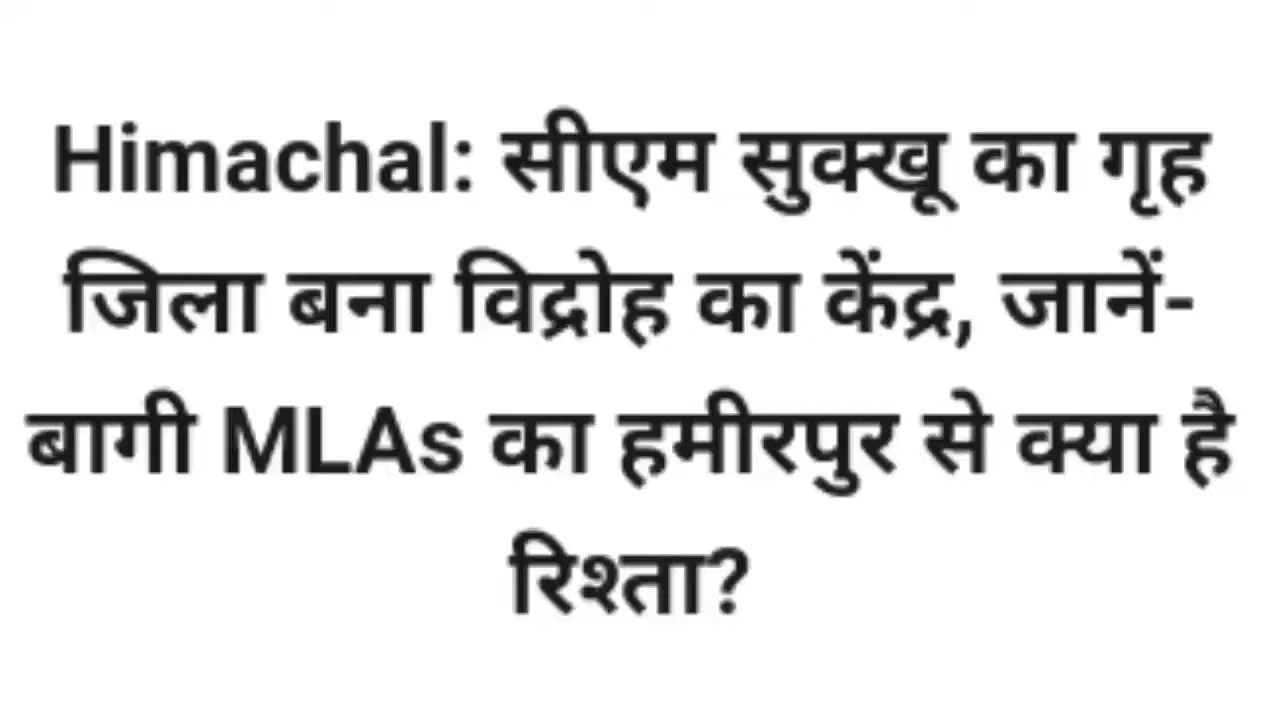 Himachal: सीएम सुक्खू का गृह
जिला बना विद्रोह का केंद्र, जानें-
बागी MLAs का हमीरपुर से क्या है
रिश्ता?